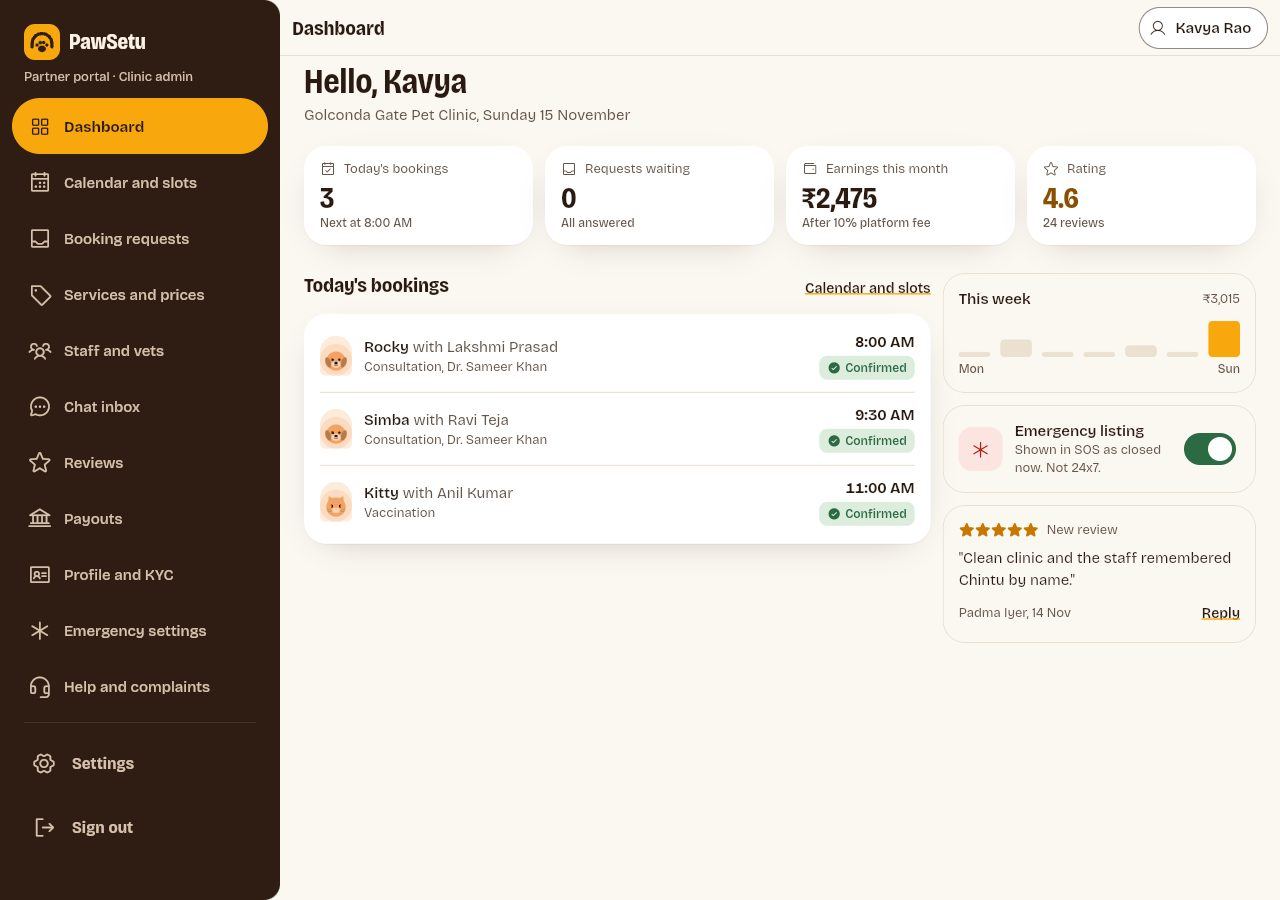 PawSetu
Partner portal · Clinic admin
Dashboard
Calendar and slots
Booking requests
Services and prices
Staff and vets
Chat inbox
Reviews
Payouts
Profile and KYC
Emergency settings
Help and complaints
Settings
Sign out
Dashboard
Kavya Rao
Hello, Kavya
Golconda Gate Pet Clinic, Sunday 15 November
Today's bookings
3
Next at 8:00 AM
Requests waiting
0
All answered
Earnings this month
₹2,475
After 10% platform fee
Rating
4.6
24 reviews
Today's bookings
Calendar and slots
Rocky with Lakshmi Prasad
Consultation, Dr. Sameer Khan
8:00 AM
Confirmed
Simba with Ravi Teja
Consultation, Dr. Sameer Khan
9:30 AM
Confirmed
Kitty with Anil Kumar
Vaccination
11:00 AM
Confirmed
This week
₹3,015
Mon
Sun
Emergency listing
Shown in SOS as closed
now. Not 24x7.
New review
"Clean clinic and the staff remembered
Chintu by name."
Padma Iyer, 14 Nov
Reply